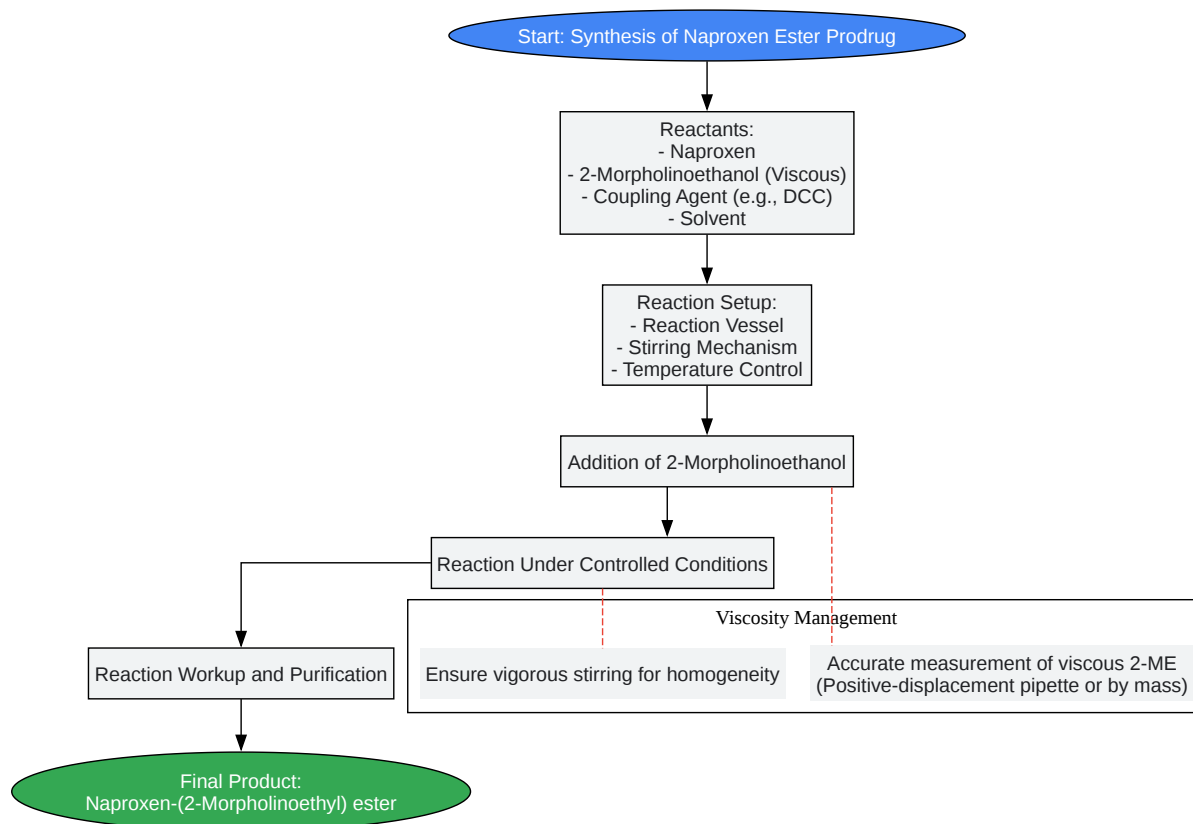 Start: Synthesis of Naproxen Ester Prodrug
Reactants:
- Naproxen
- 2-Morpholinoethanol (Viscous)
- Coupling Agent (e.g., DCC)
- Solvent
Reaction Setup:
- Reaction Vessel
- Stirring Mechanism
- Temperature Control
Addition of 2-Morpholinoethanol
Reaction Under Controlled Conditions
Viscosity Management
Reaction Workup and Purification
Ensure vigorous stirring for homogeneity
Accurate measurement of viscous 2-ME
(Positive-displacement pipette or by mass)
Final Product:
Naproxen-(2-Morpholinoethyl) ester